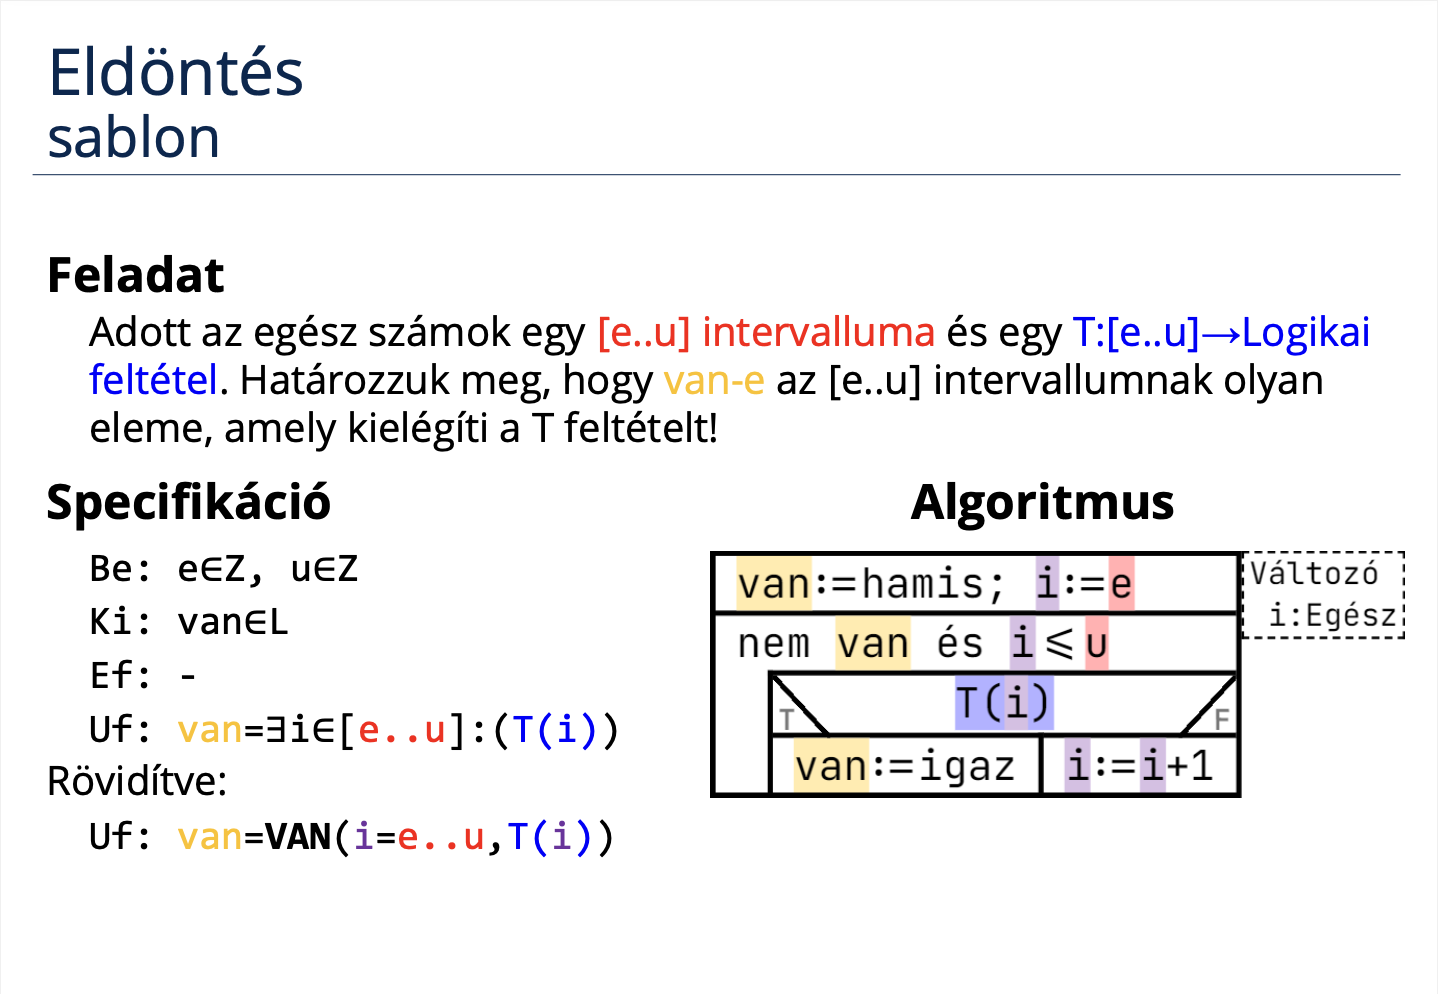 Eldöntés
sablon
Feladat
Adott az egész számok egy [e..u] intervalluma és egy T:[e..u]→Logikai
feltétel. Határozzuk meg, hogy van-e az [e..u] intervallumnak olyan
eleme, amely kielégíti a T feltételt!
Specifikáció
Be: e∈Z, u∈Z
Ki: van∈L
Ef: -
Uf: van=∃i∈[e..u]:(T(i))
Rövidítve:
Uf: van=VAN(i=e..u,T(i))
Algoritmus
van:=hamis; i:=e
nem van és i≤u
T T(i) F
van:=igaz i:=i+1
Változó
i:Egész